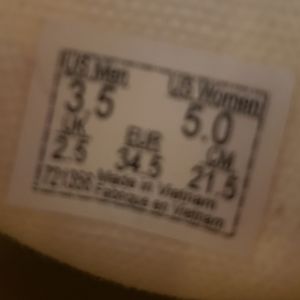 US Men. US Women.
3.5 5.0
UK EUR CM
2.5 34.5 21.5
Made in Vietnam
Fabriqué en Vietnam